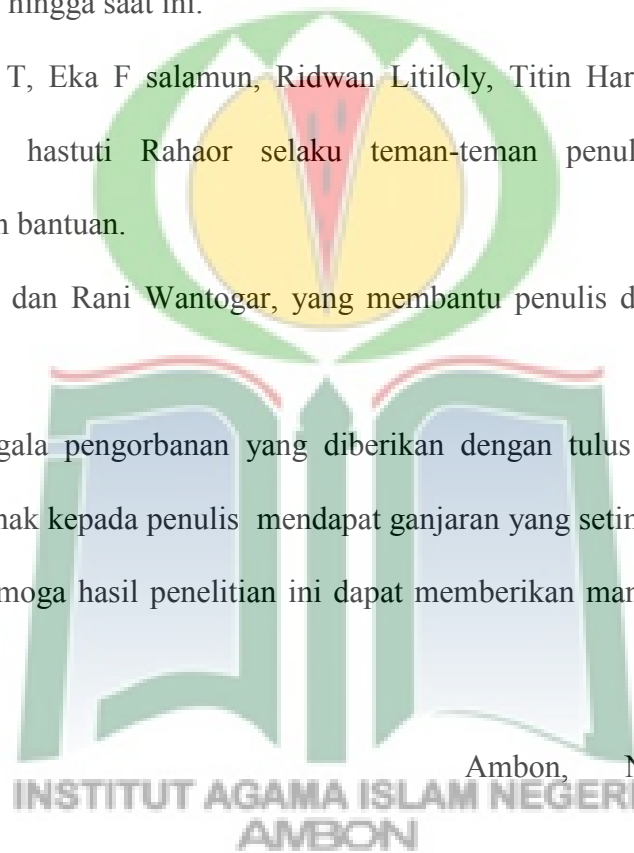 hingga saat ini.
T, Eka F salamun, Ridwan Litiloly, Titin Har
hastuti Rahaor selaku teman-teman penul
n bantuan.
dan Rani Wantogar, yang membantu penulis d
gala pengorbanan yang diberikan dengan tulus
nak kepada penulis mendapat ganjaran yang setin
moga hasil penelitian ini dapat memberikan man
Ambon, N
INSTITUT AGAMA ISLAM NEGERI
AMBON